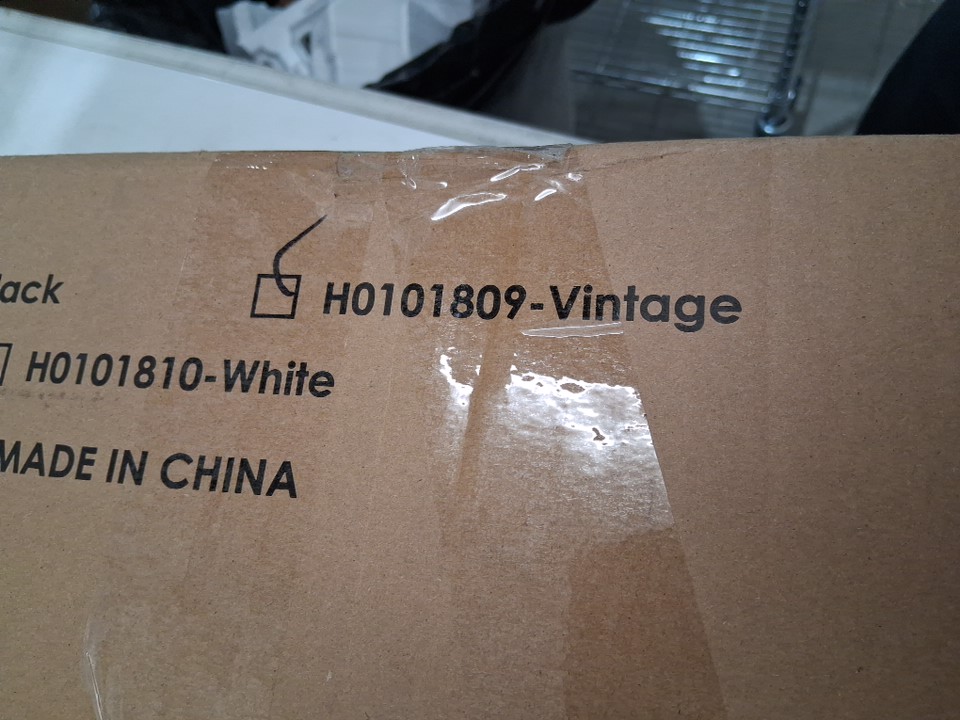 lack
H0101809-Vintage
H0101810-White
MADE IN CHINA